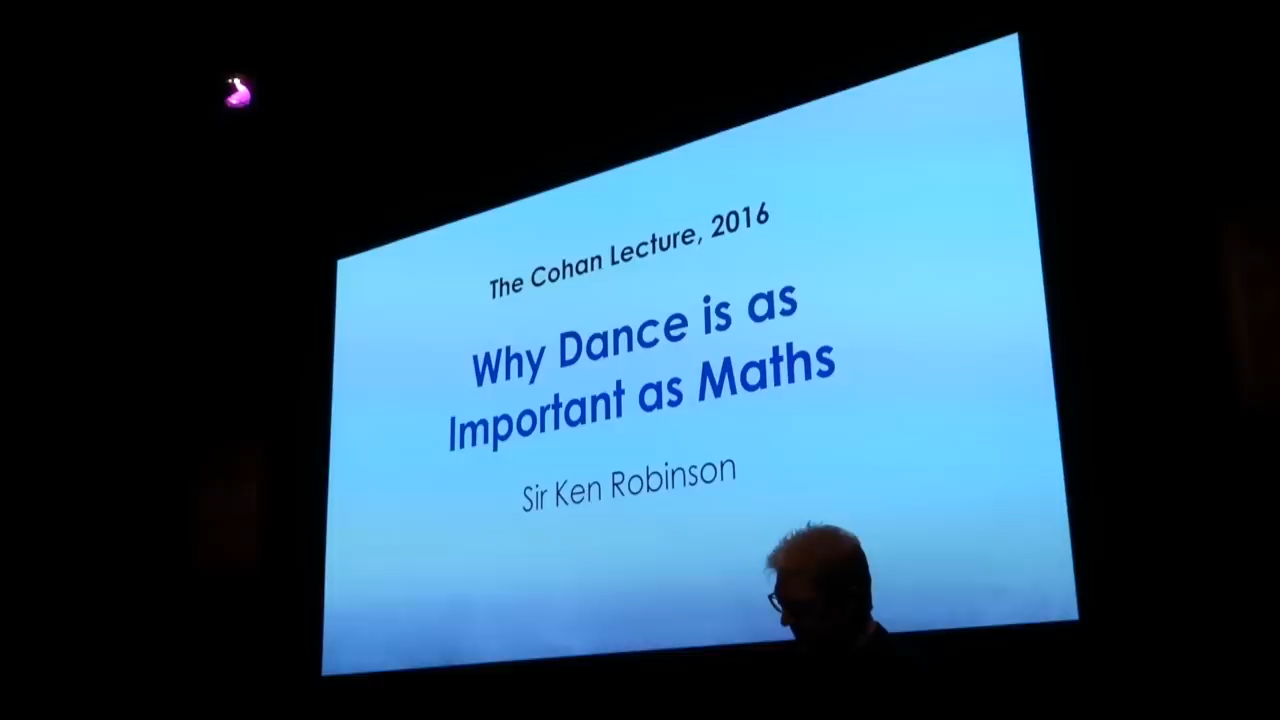 The Cohan Lecture, 2016
Why Dance is as
Important as Maths
Sir Ken Robinson